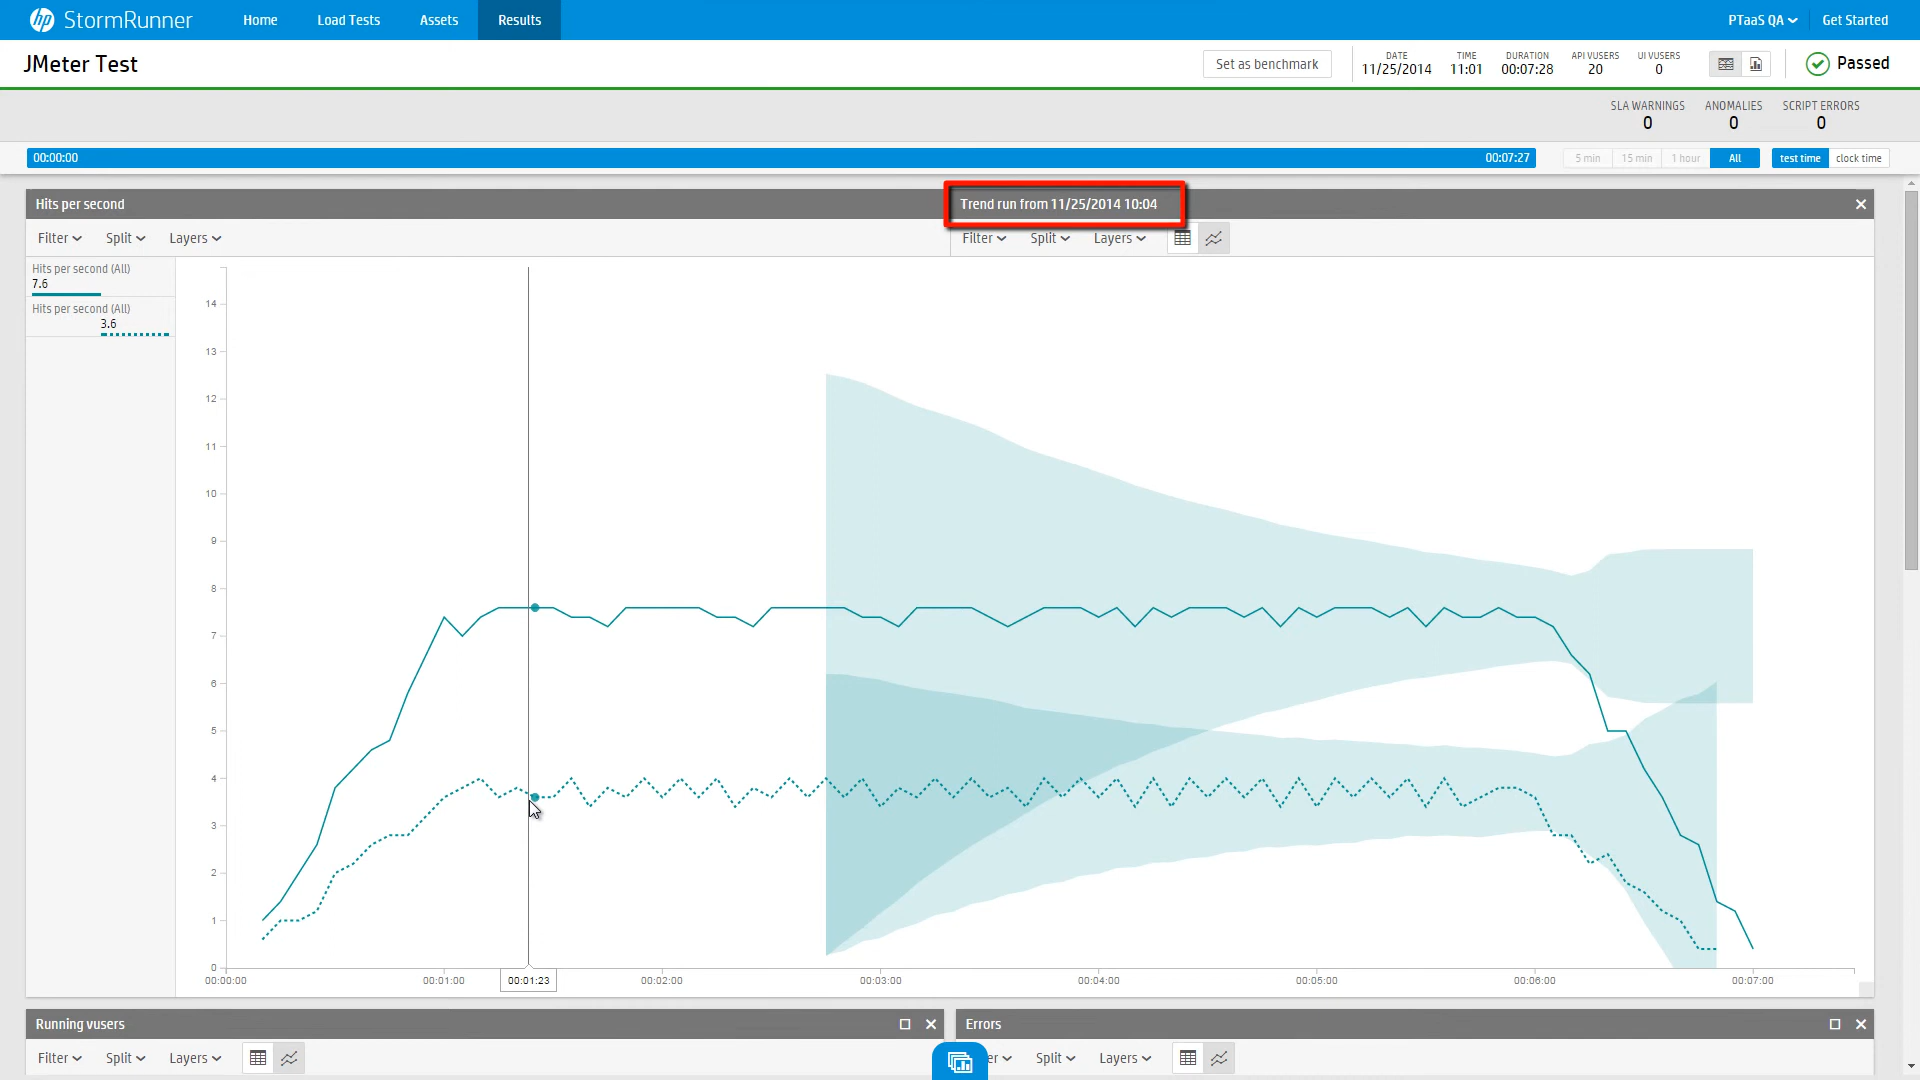 hp StormRunner Home Load Tests Assets Results PTaaS QA Get Started
JMeter Test Set as benchmark
DATE TIME DURATION API VUSERS UI VUSERS
11/25/2014 11:01 00:07:28 20 0
Passed
SLA WARNINGS ANOMALIES SCRIPT ERRORS
0 0 0
00:00:00 00:07:27 5 min 15 min 1 hour All test time clock time
Hits per second Trend run from 11/25/2014 10:04
Filter Split Layers Filter Split Layers
Hits per second (All)
7.6
Hits per second (All)
3.6
14
13
12
11
10
9
8
7
6
5
4
3
2
1
0
00:00:00 00:01:00 00:01:23 00:02:00 00:03:00 00:04:00 00:05:00 00:06:00 00:07:00
Running vusers Errors
Filter Split Layers er Split Layers